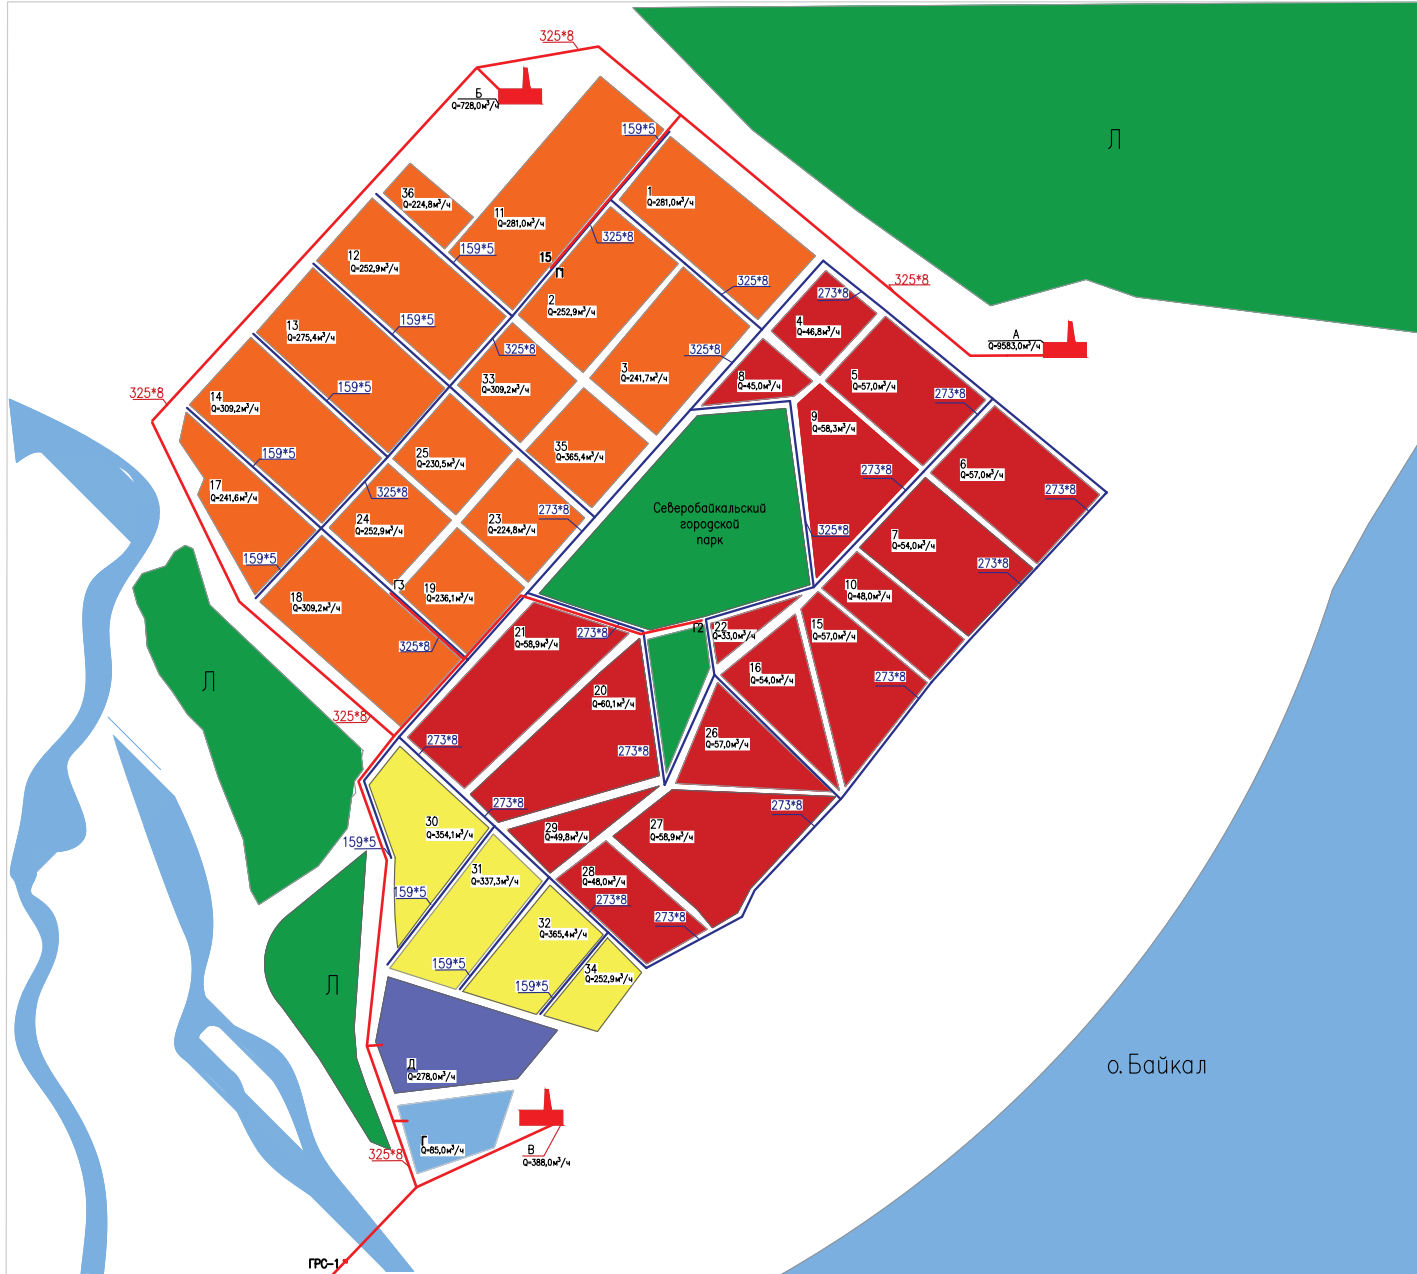 325*8
Б
Q=728,0м³/ч
159*5
Л
36
Q=224,8м³/ч
1
Q=281,0м³/ч
11
Q=281,0м³/ч
325*8
159*5
12
Q=252,9м³/ч
15
П
325*8
273*8
325*8
2
Q=252,9м³/ч
13
Q=275,4м³/ч
159*5
4
Q=46,8м³/ч
А
Q=9583,0м³/ч
325*8
325*8
3
Q=241,7м³/ч
33
Q=309,2м³/ч
8
Q=45,0м³/ч
5
Q=57,0м³/ч
159*5
325*8
273*8
14
Q=309,2м³/ч
9
Q=58,3м³/ч
159*5
25
Q=230,5м³/ч
35
Q=365,4м³/ч
17
Q=241,6м³/ч
273*8
6
Q=57,0м³/ч
325*8
273*8
273*8
Северобайкальский
городской
парк
24
Q=252,9м³/ч
23
Q=224,8м³/ч
325*8
7
Q=54,0м³/ч
159*5
273*8
Г3
19
Q=236,1м³/ч
10
Q=48,0м³/ч
18
Q=309,2м³/ч
325*8
21
Q=58,9м³/ч
273*8
Г2
22
Q=33,0м³/ч
15
Q=57,0м³/ч
Л
20
Q=60,1м³/ч
16
Q=54,0м³/ч
273*8
325*8
273*8
273*8
26
Q=57,0м³/ч
273*8
273*8
30
Q=354,1м³/ч
29
Q=49,8м³/ч
27
Q=58,9м³/ч
159*5
31
Q=337,3м³/ч
28
Q=48,0м³/ч
159*5
273*8
273*8
32
Q=365,4м³/ч
159*5
34
Q=252,9м³/ч
159*5
Л
Д
Q=278,0м³/ч
о. Байкал
Г
Q=85,0м³/ч
325*8
В
Q=388,0м³/ч
ГРС-1